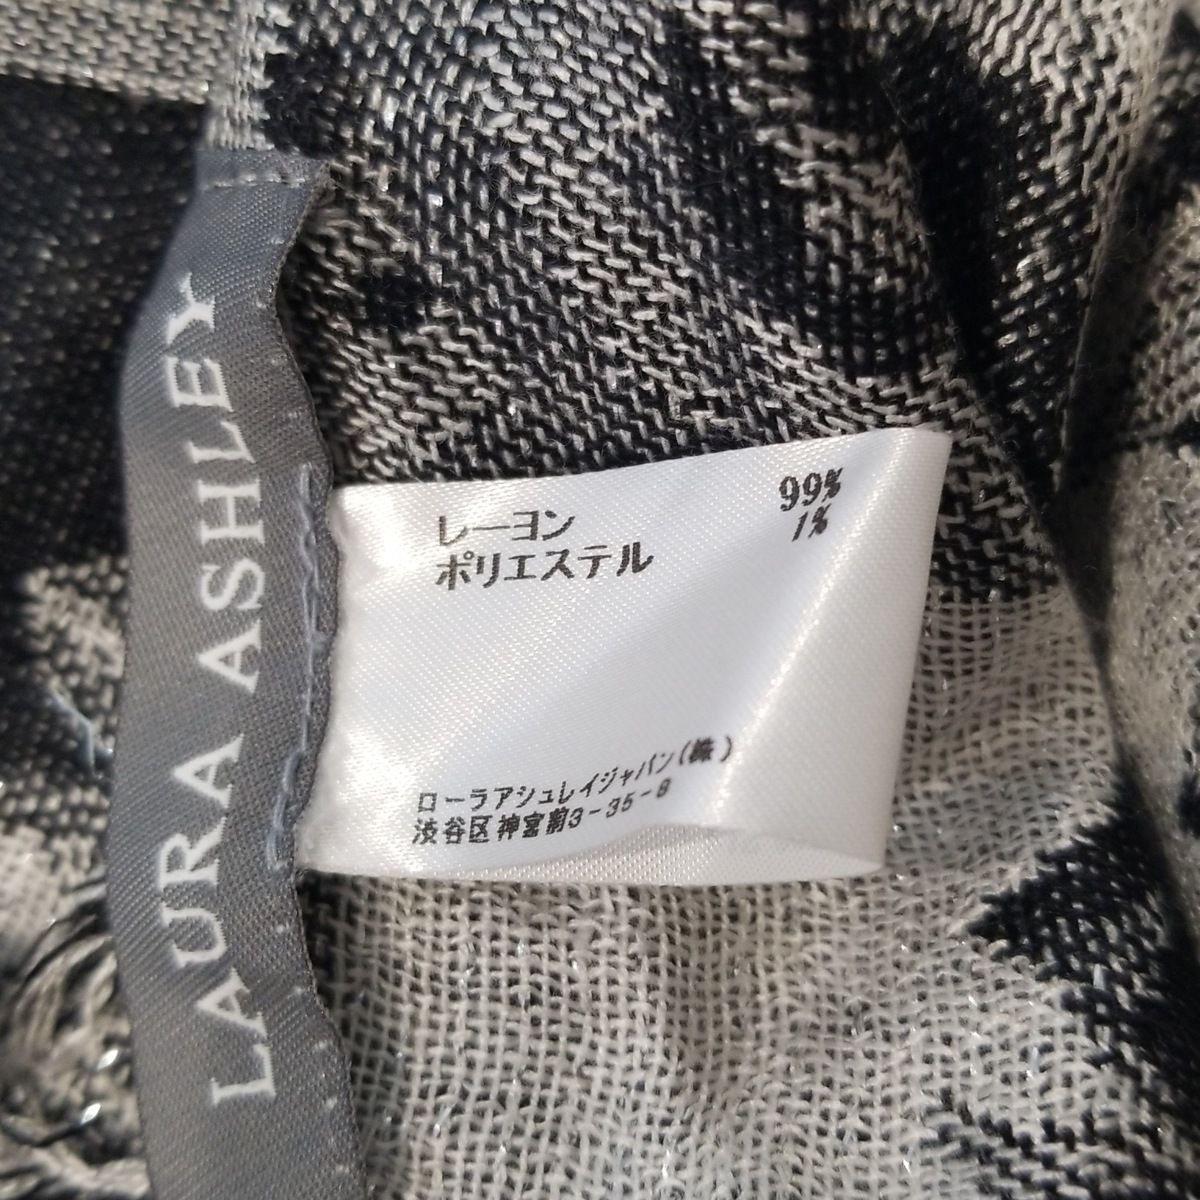 LAURA ASHLEY
レーヨン 99%
ポリエステル 1%
ローラアシュレイジャパン(株)
渋谷区神宮前3-35-8